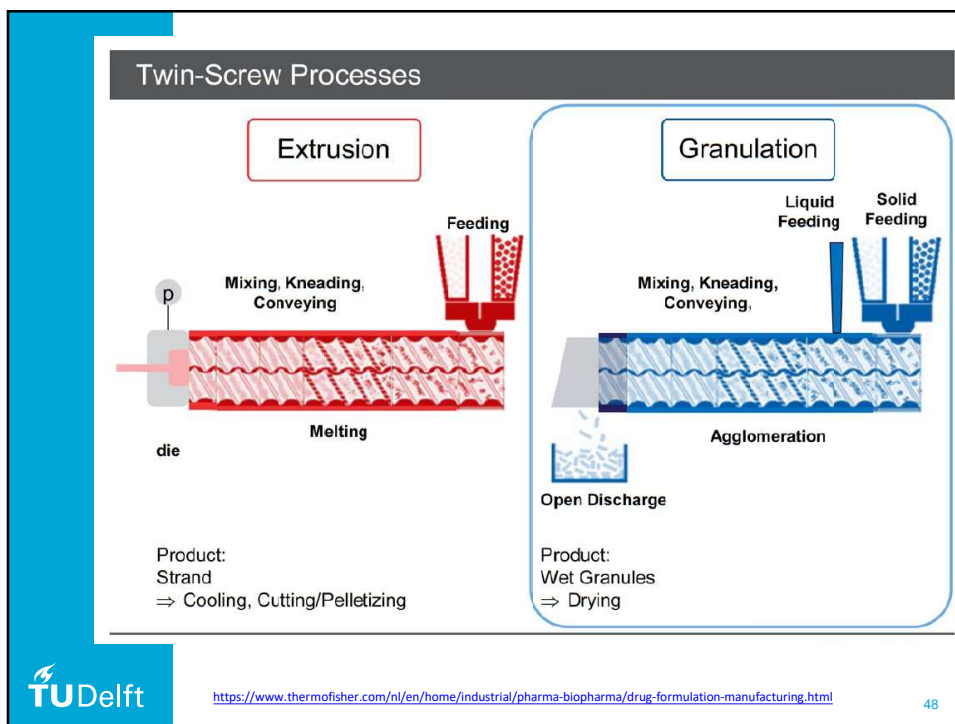 Twin-Screw Processes
Extrusion
Feeding
Mixing, Kneading,
Conveying
p
Melting
die
Product:
Strand
⇒ Cooling, Cutting/Pelletizing
Granulation
Liquid
Feeding
Solid
Feeding
Mixing, Kneading,
Conveying,
Agglomeration
Open Discharge
Product:
Wet Granules
⇒ Drying
TUDelft
https://www.thermofisher.com/nl/en/home/industrial/pharma-biopharma/drug-formulation-manufacturing.html
48